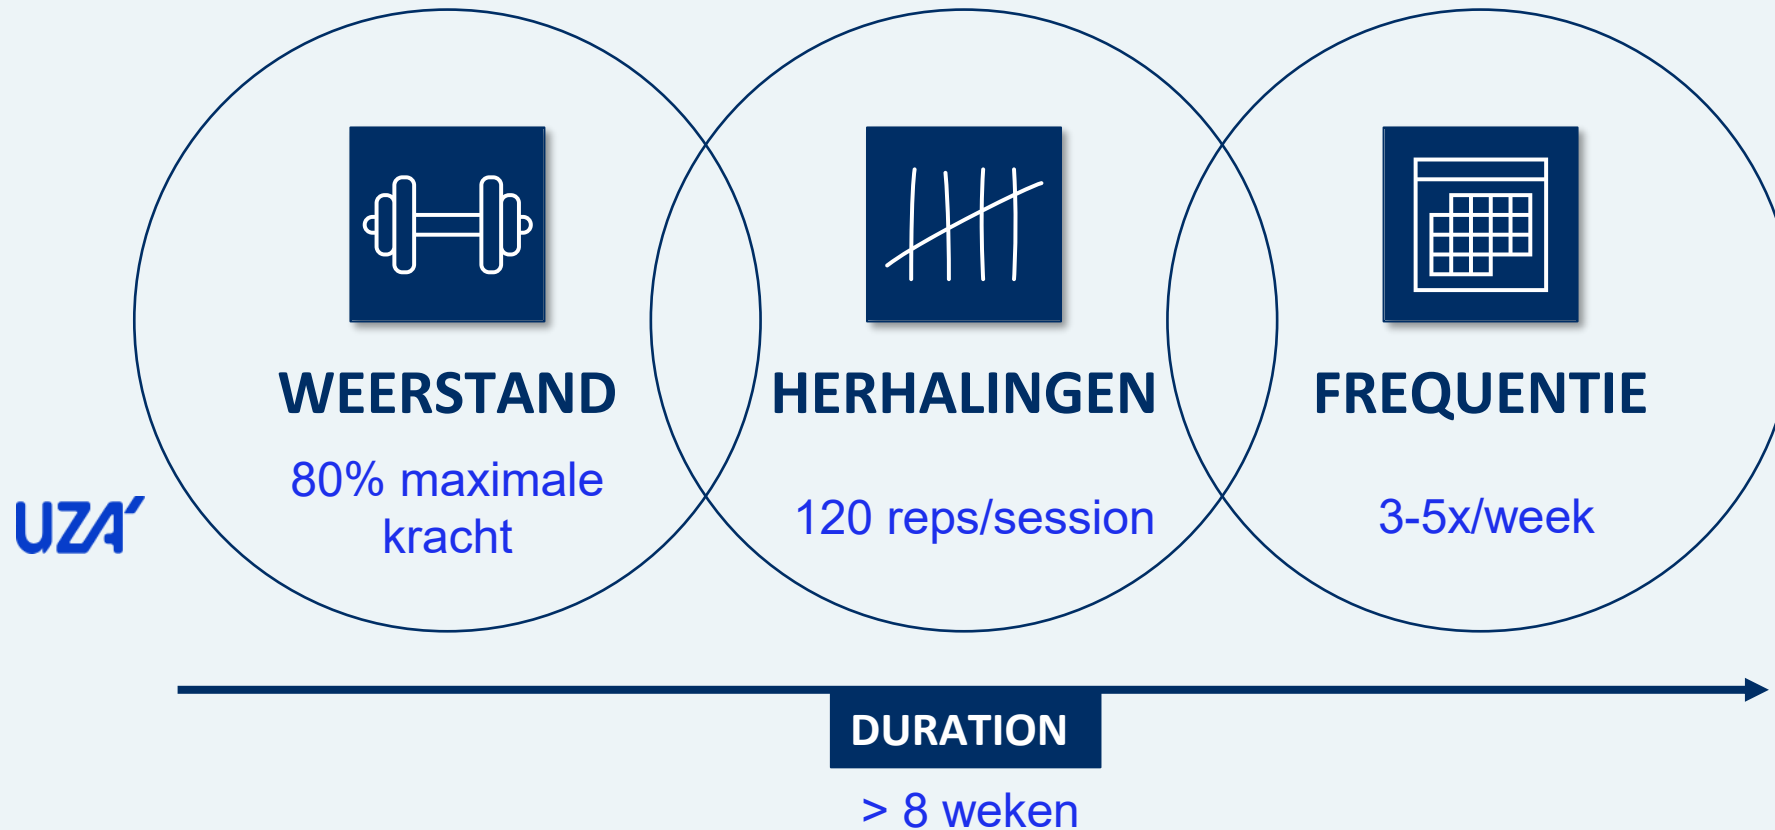 WEERSTAND
80% maximale
kracht
HERHALINGEN
120 reps/session
FREQUENTIE
3-5x/week
UZA'
DURATION
> 8 weken